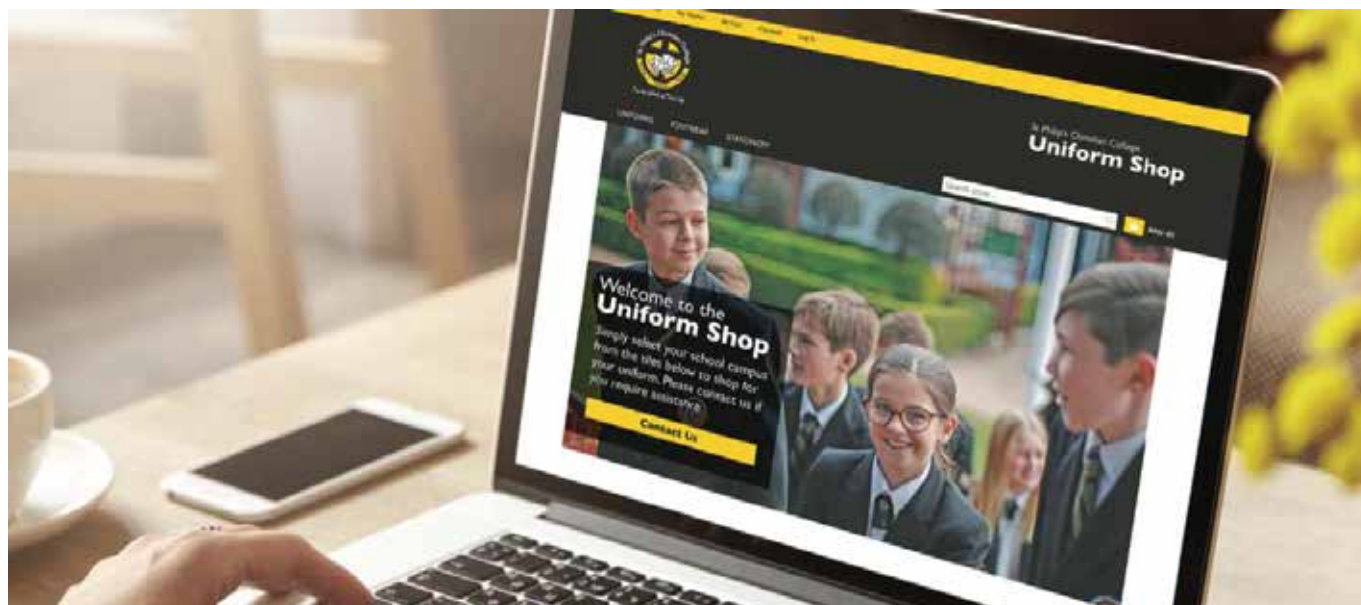 St Philip's Christian College
Uniform Shop
UNIFORMS FOOTWEAR STATIONERY
Welcome to the
Uniform Shop
Simply select your school campus
from the tiles below to shop for
your uniform. Please contact us if
you require assistance
Contact Us